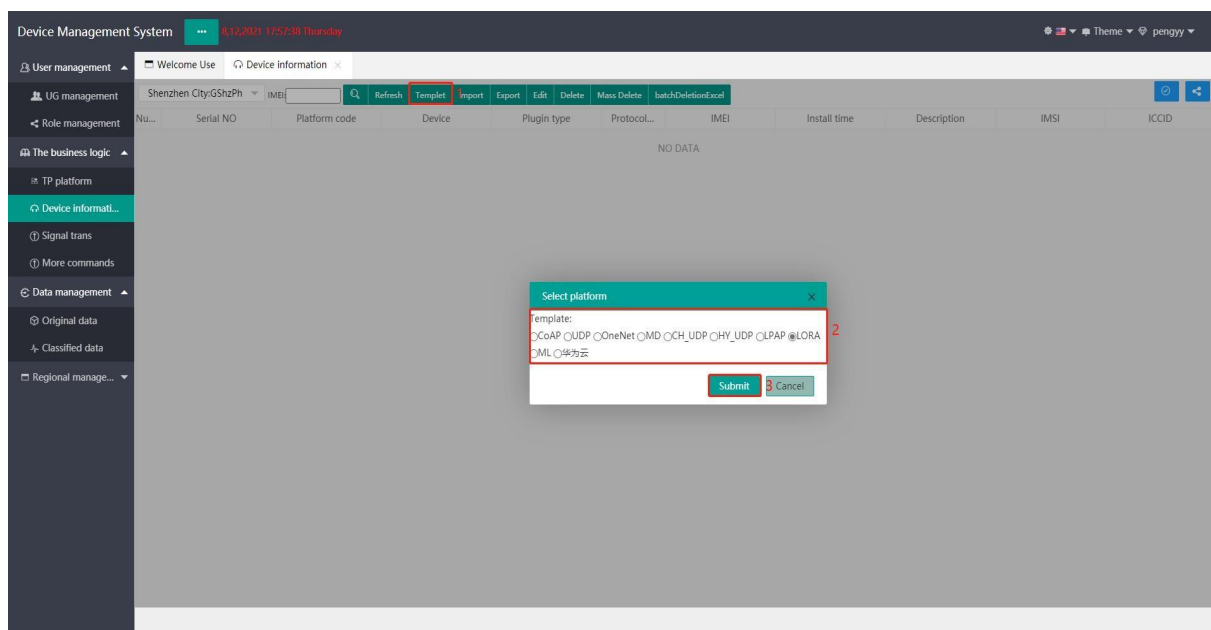 Device Management System ••• 8,12,2021 17:57:38 Thursday Theme pengyy
User management Welcome Use Device information ×
UG management Shenzhen City:GShzPh IMEI: Refresh Templet 1 Import Export Edit Delete Mass Delete batchDeletionExcel
Role management Nu... Serial NO Platform code Device Plugin type Protocol... IMEI Install time Description IMSI ICCID
The business logic NO DATA
TP platform
Device informati...
Signal trans
More commands
Data management Select platform ×
Original data Template:
CoAP UDP OneNet MD CH_UDP HY_UDP LPAP LORA 2
Classified data ML 华为云
Regional manage... Submit 3 Cancel